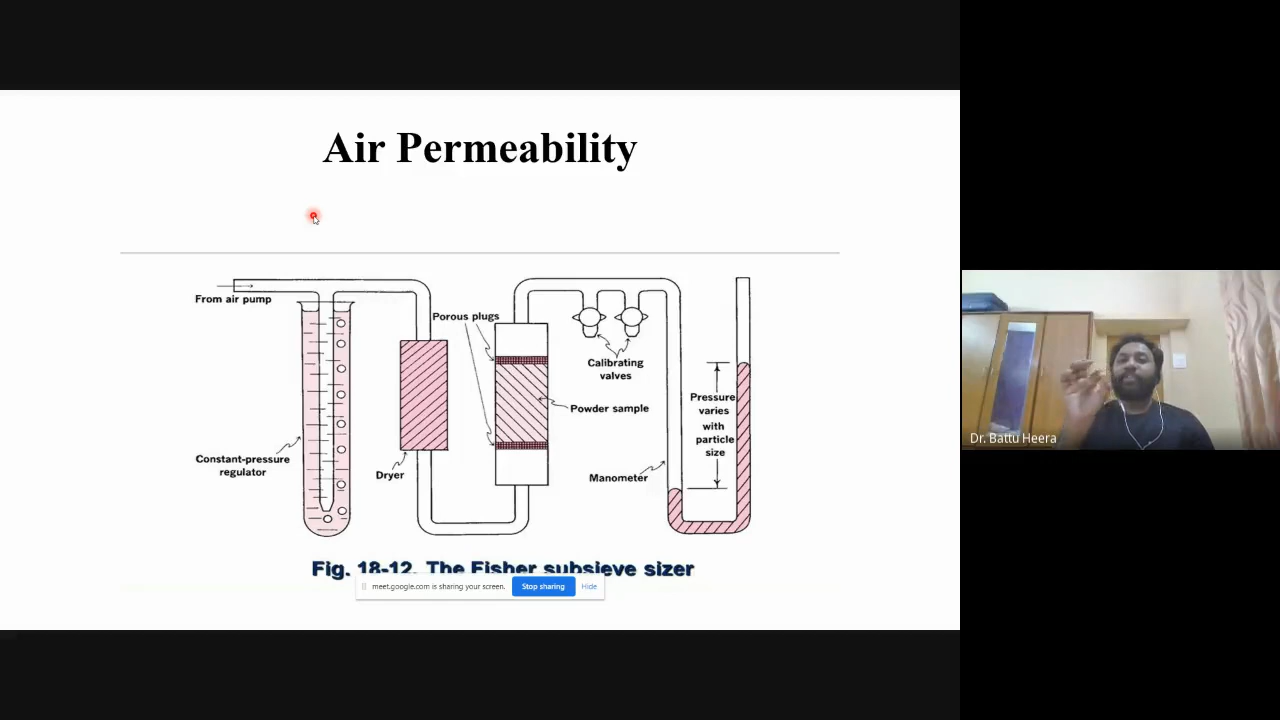 Air Permeability
From air pump
Porous plugs
Calibrating
valves
Powder sample
Pressure
varies
with
particle
size
Constant-pressure
regulator
Dryer
Manometer
Fig. 18-12. The Fisher subsieve sizer
meet.google.com is sharing your screen.
Stop sharing
Hide
Dr. Battu Heera